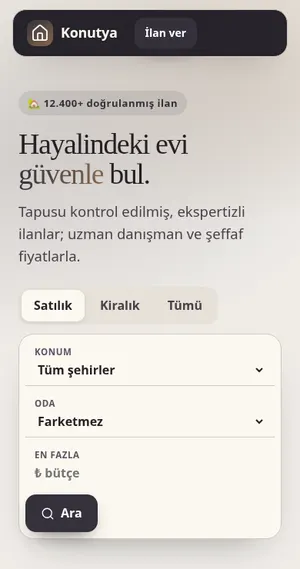 Konutya
İlan ver
🏡 12.400+ doğrulanmış ilan
Hayalindeki evi
güvenle bul.
Tapusu kontrol edilmiş, ekspertizli
ilanlar; uzman danışman ve şeffaf
fiyatlarla.
Satılık
Kiralık
Tümü
KONUM
Tüm şehirler
ODA
Farketmez
EN FAZLA
₺ bütçe
Ara